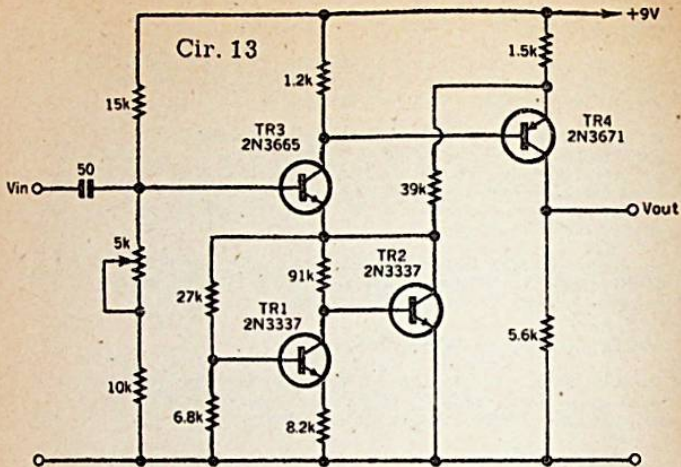 +9V
Cir. 13
1.5k
1.2k
15k
TR3
2N3665
TR4
2N3671
50
Vin
39k
Vout
5k
91k
TR2
2N3337
27k
TR1
2N3337
5.6k
10k
6.8k
8.2k